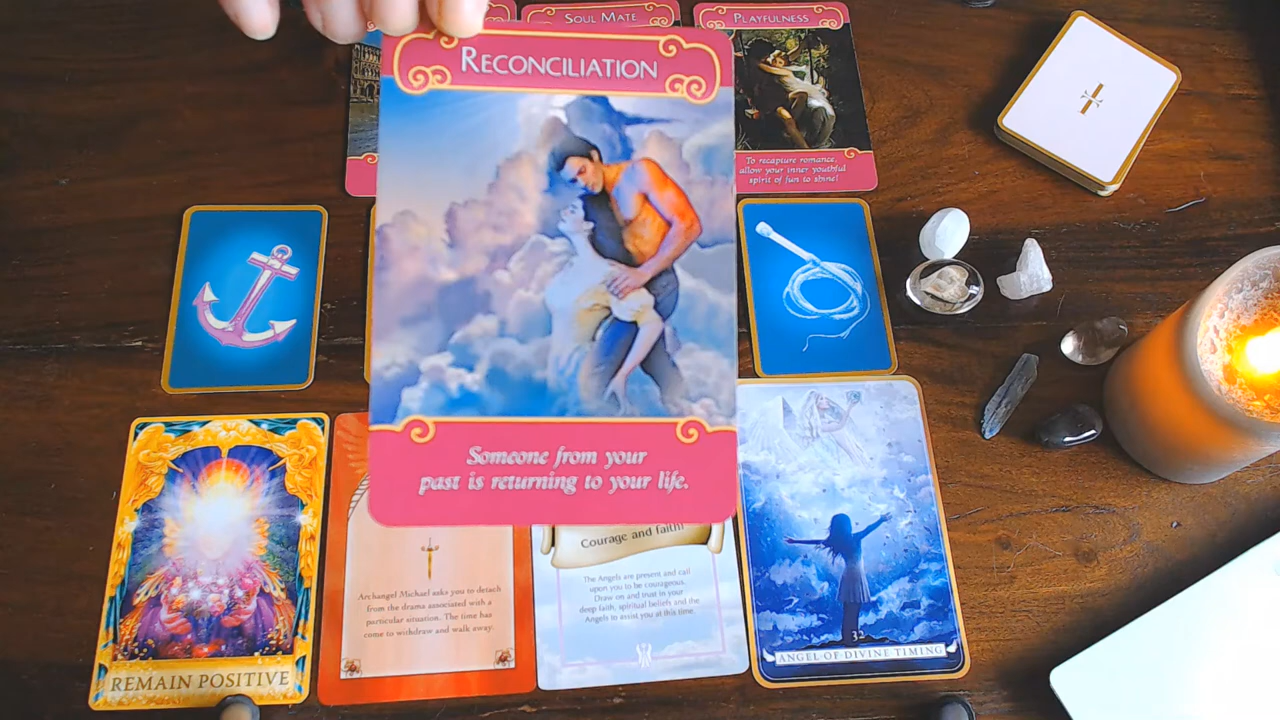 SOUL MATE
PLAYFULNESS
RECONCILIATION
To recapture romance,
allow your inner youthful
spirit of fun to shine!
Someone from your
past is returning to your life.
Courage and faith!
Archangel Michael asks you to detach
from the drama associated with a
particular situation. The time has
come to withdraw and walk away.
The Angels are present and call
upon you to be courageous.
Draw on and trust in your
deep faith, spiritual beliefs and the
Angels to assist you at this time.
32
ANGEL OF DIVINE TIMING
REMAIN POSITIVE